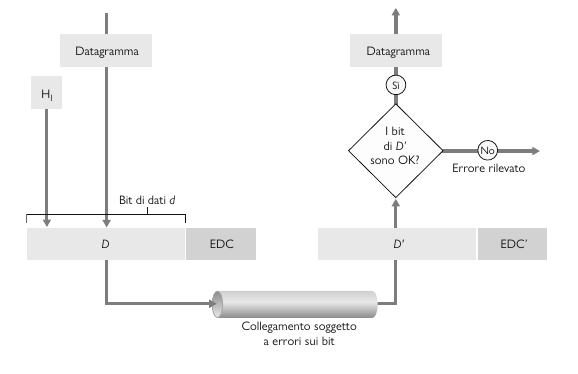 Datagramma
Datagramma
H₁
Sì
I bit
di D'
sono OK?
No
Errore rilevato
Bit di dati d
D
EDC
D'
EDC'
Collegamento soggetto
a errori sui bit